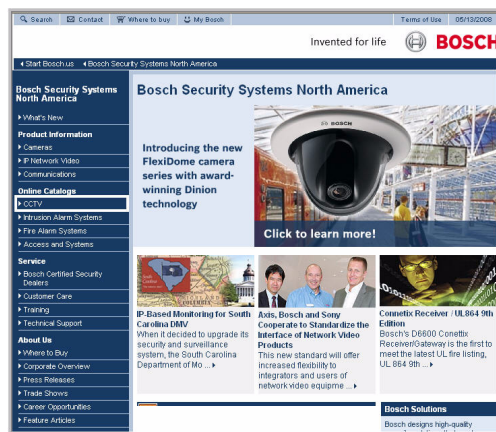 Search Contact Where to buy My Bosch Terms of Use 05/13/2008
Invented for life BOSCH
Start Bosch.us Bosch Security Systems North America
Bosch Security Systems
North America
What's New
Product Information
Cameras
IP Network Video
Communications
Online Catalogs
CCTV
Intrusion Alarm Systems
Fire Alarm Systems
Access and Systems
Service
Bosch Certified Security
Dealers
Customer Care
Training
Technical Support
About Us
Where to Buy
Corporate Overview
Press Releases
Trade Shows
Career Opportunities
Feature Articles
Bosch Security Systems North America
BOSCH
Introducing the new
FlexiDome camera
series with award-
winning Dinion
technology
Click to learn more!
IP-Based Monitoring for South
Carolina DMV
When it decided to upgrade its
security and surveillance
system, the South Carolina
Department of Mo ...
Axis, Bosch and Sony
Cooperate to Standardize the
Interface of Network Video
Products
This new standard will offer
increased flexibility to
integrators and users of
network video equipme ...
Connetix Receiver / UL864 9th
Edition
Bosch's D6600 Conettix
Receiver/Gateway is the first to
meet the latest UL fire listing,
UL 864 9th ...
Bosch Solutions
Bosch designs high-quality